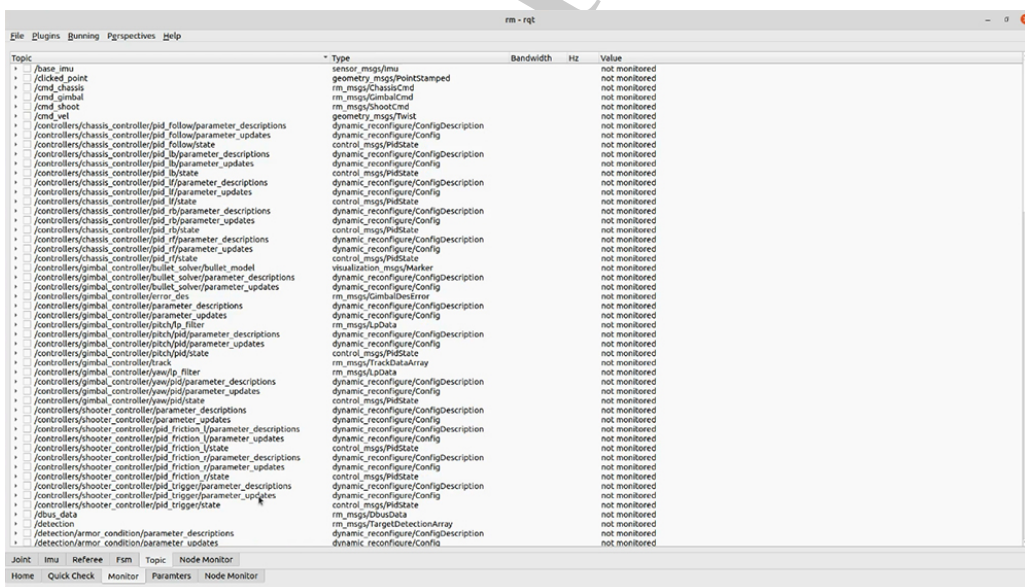 rm - rqt
File Plugins Running Perspectives Help
Topic Type Bandwidth Hz Value
/base_imu sensor_msgs/Imu not monitored
/clicked_point geometry_msgs/PointStamped not monitored
/cmd_chassis rm_msgs/ChassisCmd not monitored
/cmd_gimbal rm_msgs/GimbalCmd not monitored
/cmd_shoot rm_msgs/ShootCmd not monitored
/cmd_vel geometry_msgs/Twist not monitored
/controllers/chassis_controller/pid_follow/parameter_descriptions dynamic_reconfigure/ConfigDescription not monitored
/controllers/chassis_controller/pid_follow/parameter_updates dynamic_reconfigure/Config not monitored
/controllers/chassis_controller/pid_follow/state control_msgs/PidState not monitored
/controllers/chassis_controller/pid_lb/parameter_descriptions dynamic_reconfigure/ConfigDescription not monitored
/controllers/chassis_controller/pid_lb/parameter_updates dynamic_reconfigure/Config not monitored
/controllers/chassis_controller/pid_lb/state control_msgs/PidState not monitored
/controllers/chassis_controller/pid_lf/parameter_descriptions dynamic_reconfigure/ConfigDescription not monitored
/controllers/chassis_controller/pid_lf/parameter_updates dynamic_reconfigure/Config not monitored
/controllers/chassis_controller/pid_lf/state control_msgs/PidState not monitored
/controllers/chassis_controller/pid_rb/parameter_descriptions dynamic_reconfigure/ConfigDescription not monitored
/controllers/chassis_controller/pid_rb/parameter_updates dynamic_reconfigure/Config not monitored
/controllers/chassis_controller/pid_rb/state control_msgs/PidState not monitored
/controllers/chassis_controller/pid_rf/parameter_descriptions dynamic_reconfigure/ConfigDescription not monitored
/controllers/chassis_controller/pid_rf/parameter_updates dynamic_reconfigure/Config not monitored
/controllers/chassis_controller/pid_rf/state control_msgs/PidState not monitored
/controllers/gimbal_controller/bullet_solver/bullet_model visualization_msgs/Marker not monitored
/controllers/gimbal_controller/bullet_solver/parameter_descriptions dynamic_reconfigure/ConfigDescription not monitored
/controllers/gimbal_controller/bullet_solver/parameter_updates dynamic_reconfigure/Config not monitored
/controllers/gimbal_controller/error_des rm_msgs/GimbalDesError not monitored
/controllers/gimbal_controller/parameter_descriptions dynamic_reconfigure/ConfigDescription not monitored
/controllers/gimbal_controller/parameter_updates dynamic_reconfigure/Config not monitored
/controllers/gimbal_controller/pitch/lp_filter rm_msgs/LpData not monitored
/controllers/gimbal_controller/pitch/pid/parameter_descriptions dynamic_reconfigure/ConfigDescription not monitored
/controllers/gimbal_controller/pitch/pid/parameter_updates dynamic_reconfigure/Config not monitored
/controllers/gimbal_controller/pitch/pid/state control_msgs/PidState not monitored
/controllers/gimbal_controller/track rm_msgs/TrackDataArray not monitored
/controllers/gimbal_controller/yaw/lp_filter rm_msgs/LpData not monitored
/controllers/gimbal_controller/yaw/pid/parameter_descriptions dynamic_reconfigure/ConfigDescription not monitored
/controllers/gimbal_controller/yaw/pid/parameter_updates dynamic_reconfigure/Config not monitored
/controllers/gimbal_controller/yaw/pid/state control_msgs/PidState not monitored
/controllers/shooter_controller/parameter_descriptions dynamic_reconfigure/ConfigDescription not monitored
/controllers/shooter_controller/parameter_updates dynamic_reconfigure/Config not monitored
/controllers/shooter_controller/pid_friction_l/parameter_descriptions dynamic_reconfigure/ConfigDescription not monitored
/controllers/shooter_controller/pid_friction_l/parameter_updates dynamic_reconfigure/Config not monitored
/controllers/shooter_controller/pid_friction_l/state control_msgs/PidState not monitored
/controllers/shooter_controller/pid_friction_r/parameter_descriptions dynamic_reconfigure/ConfigDescription not monitored
/controllers/shooter_controller/pid_friction_r/parameter_updates dynamic_reconfigure/Config not monitored
/controllers/shooter_controller/pid_friction_r/state control_msgs/PidState not monitored
/controllers/shooter_controller/pid_trigger/parameter_descriptions dynamic_reconfigure/ConfigDescription not monitored
/controllers/shooter_controller/pid_trigger/parameter_updates dynamic_reconfigure/Config not monitored
/controllers/shooter_controller/pid_trigger/state control_msgs/PidState not monitored
/dbus_data rm_msgs/DbusData not monitored
/detection rm_msgs/TargetDetectionArray not monitored
/detection/armor_condition/parameter_descriptions dynamic_reconfigure/ConfigDescription not monitored
/detection/armor_condition/parameter_updates dynamic_reconfigure/Config not monitored
Joint Imu Referee Fsm Topic Node Monitor
Home Quick Check Monitor Paramters Node Monitor